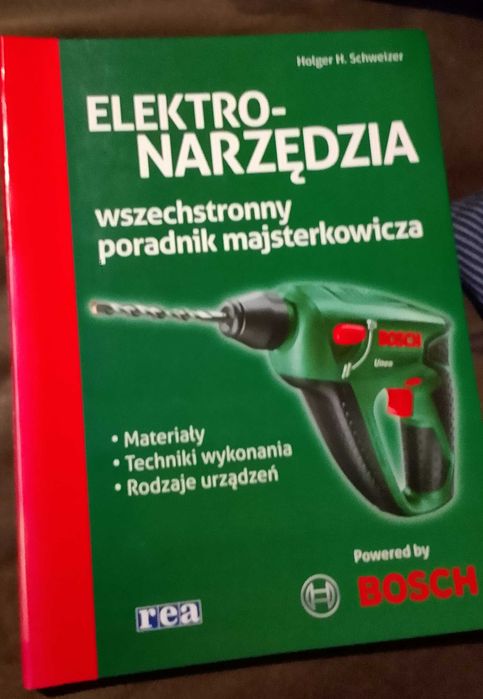 Holger H. Schweizer
ELEKTRO-
NARZĘDZIA
wszechstronny
poradnik majsterkowicza
BOSCH
Uneo
• Materiały
• Techniki wykonania
• Rodzaje urządzeń
Powered by
BOSCH
rea